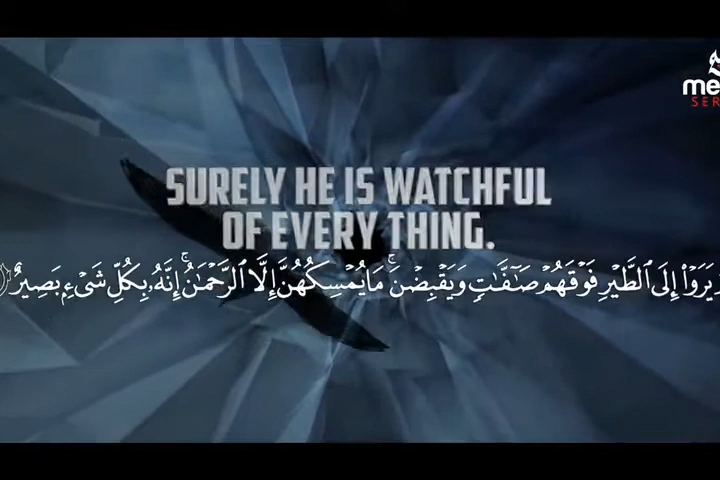 SURELY HE IS WATCHFUL
OF EVERY THING.
يَرَوْا۟ إِلَى ٱلطَّيْرِ فَوْقَهُمْ صَـٰٓفَّـٰتٍ وَيَقْبِضْنَ ۚ مَا يُمْسِكُهُنَّ إِلَّا ٱلرَّحْمَـٰنُ ۚ إِنَّهُۥ بِكُلِّ شَىْءٍۭ بَصِيرٌ